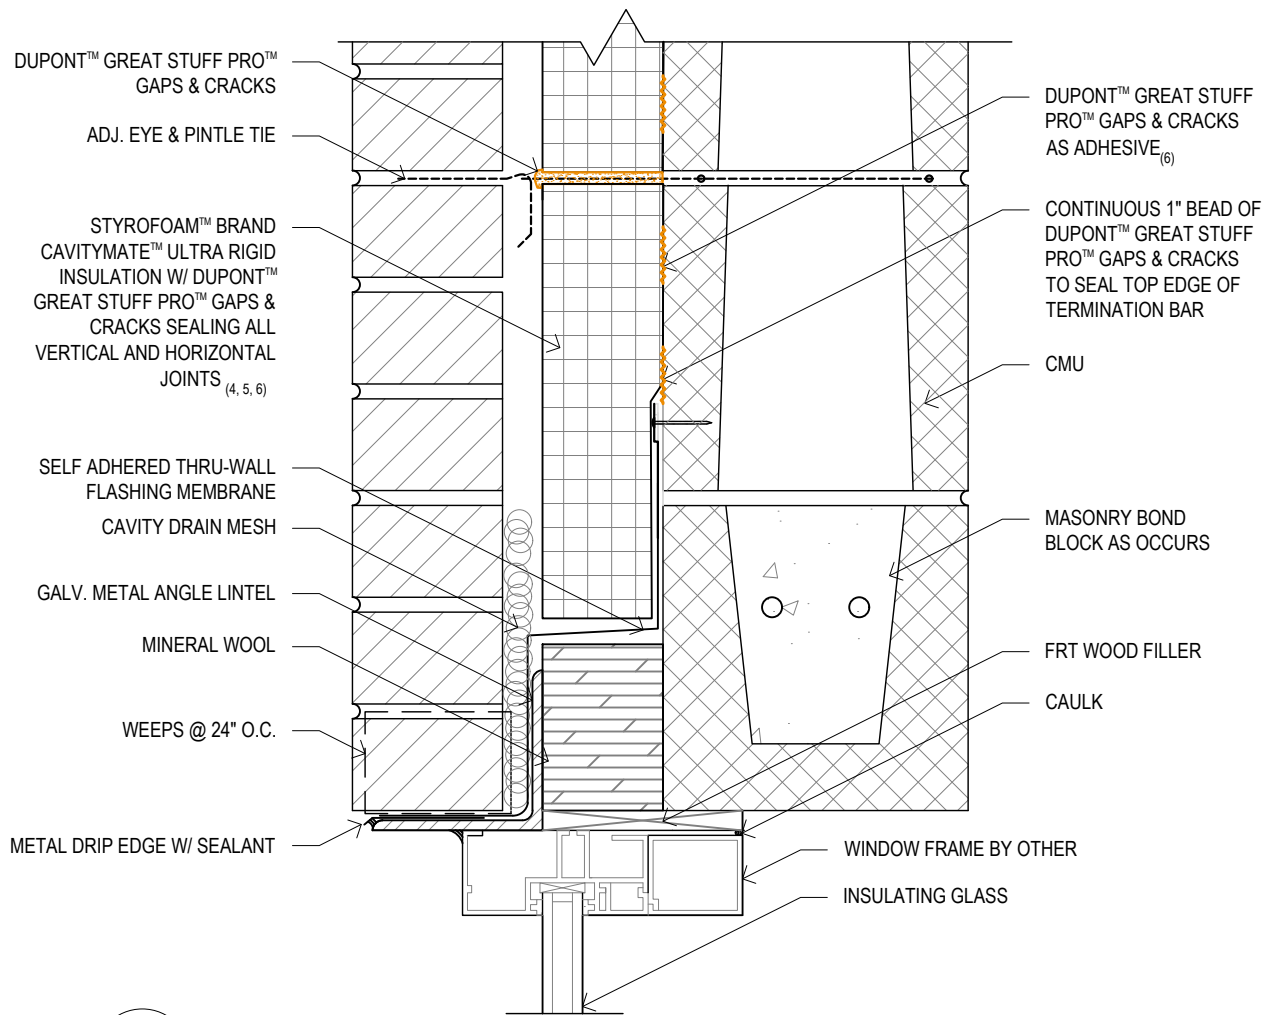 DUPONT™ GREAT STUFF PRO™
GAPS & CRACKS
ADJ. EYE & PINTLE TIE
STYROFOAM™ BRAND
CAVITYMATE™ ULTRA RIGID
INSULATION W/ DUPONT™
GREAT STUFF PRO™ GAPS &
CRACKS SEALING ALL
VERTICAL AND HORIZONTAL
JOINTS (4, 5, 6)
SELF ADHERED THRU-WALL
FLASHING MEMBRANE
CAVITY DRAIN MESH
GALV. METAL ANGLE LINTEL
MINERAL WOOL
WEEPS @ 24" O.C.
METAL DRIP EDGE W/ SEALANT
DUPONT™ GREAT STUFF
PRO™ GAPS & CRACKS
AS ADHESIVE(6)
CONTINUOUS 1" BEAD OF
DUPONT™ GREAT STUFF
PRO™ GAPS & CRACKS
TO SEAL TOP EDGE OF
TERMINATION BAR
CMU
MASONRY BOND
BLOCK AS OCCURS
FRT WOOD FILLER
CAULK
WINDOW FRAME BY OTHER
INSULATING GLASS